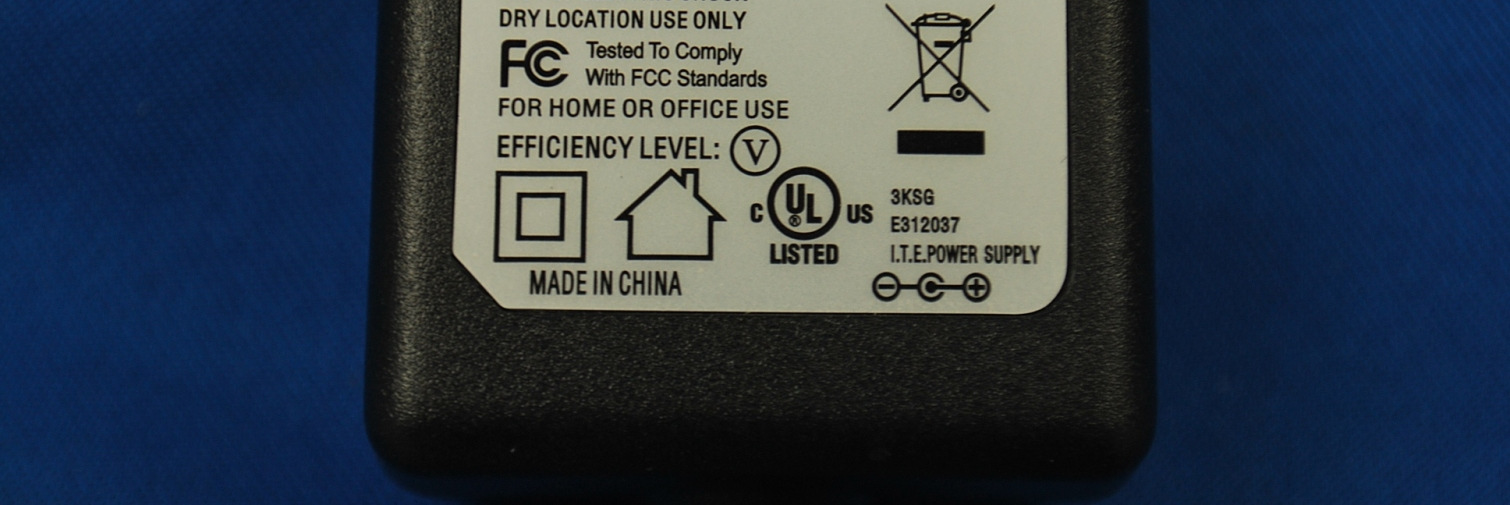 DRY LOCATION USE ONLY
FC Tested To Comply
With FCC Standards
FOR HOME OR OFFICE USE
EFFICIENCY LEVEL: V
C UL® US
LISTED
3KSG
E312037
I.T.E.POWER SUPPLY
MADE IN CHINA